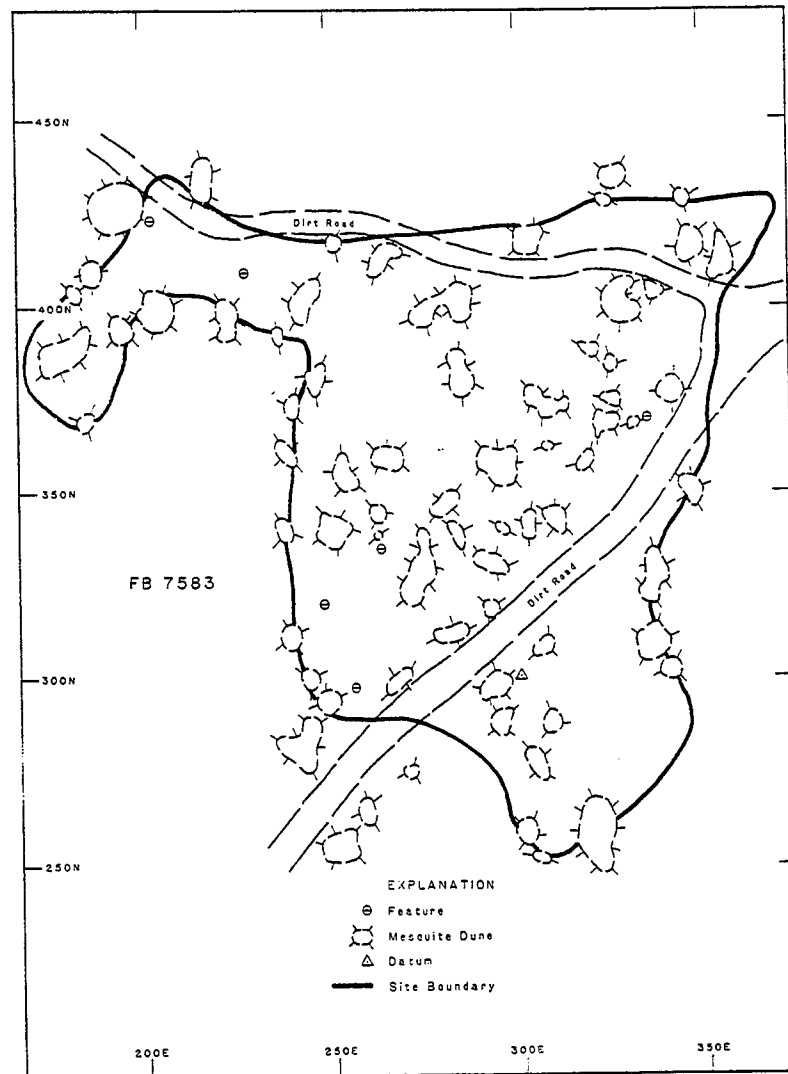 450N
Dirt Road
400N
350N
FB 7583
Dirt Road
300N
250N
EXPLANATION
Feature
Mesquite Dune
Datum
Site Boundary
200E
250E
300E
350E